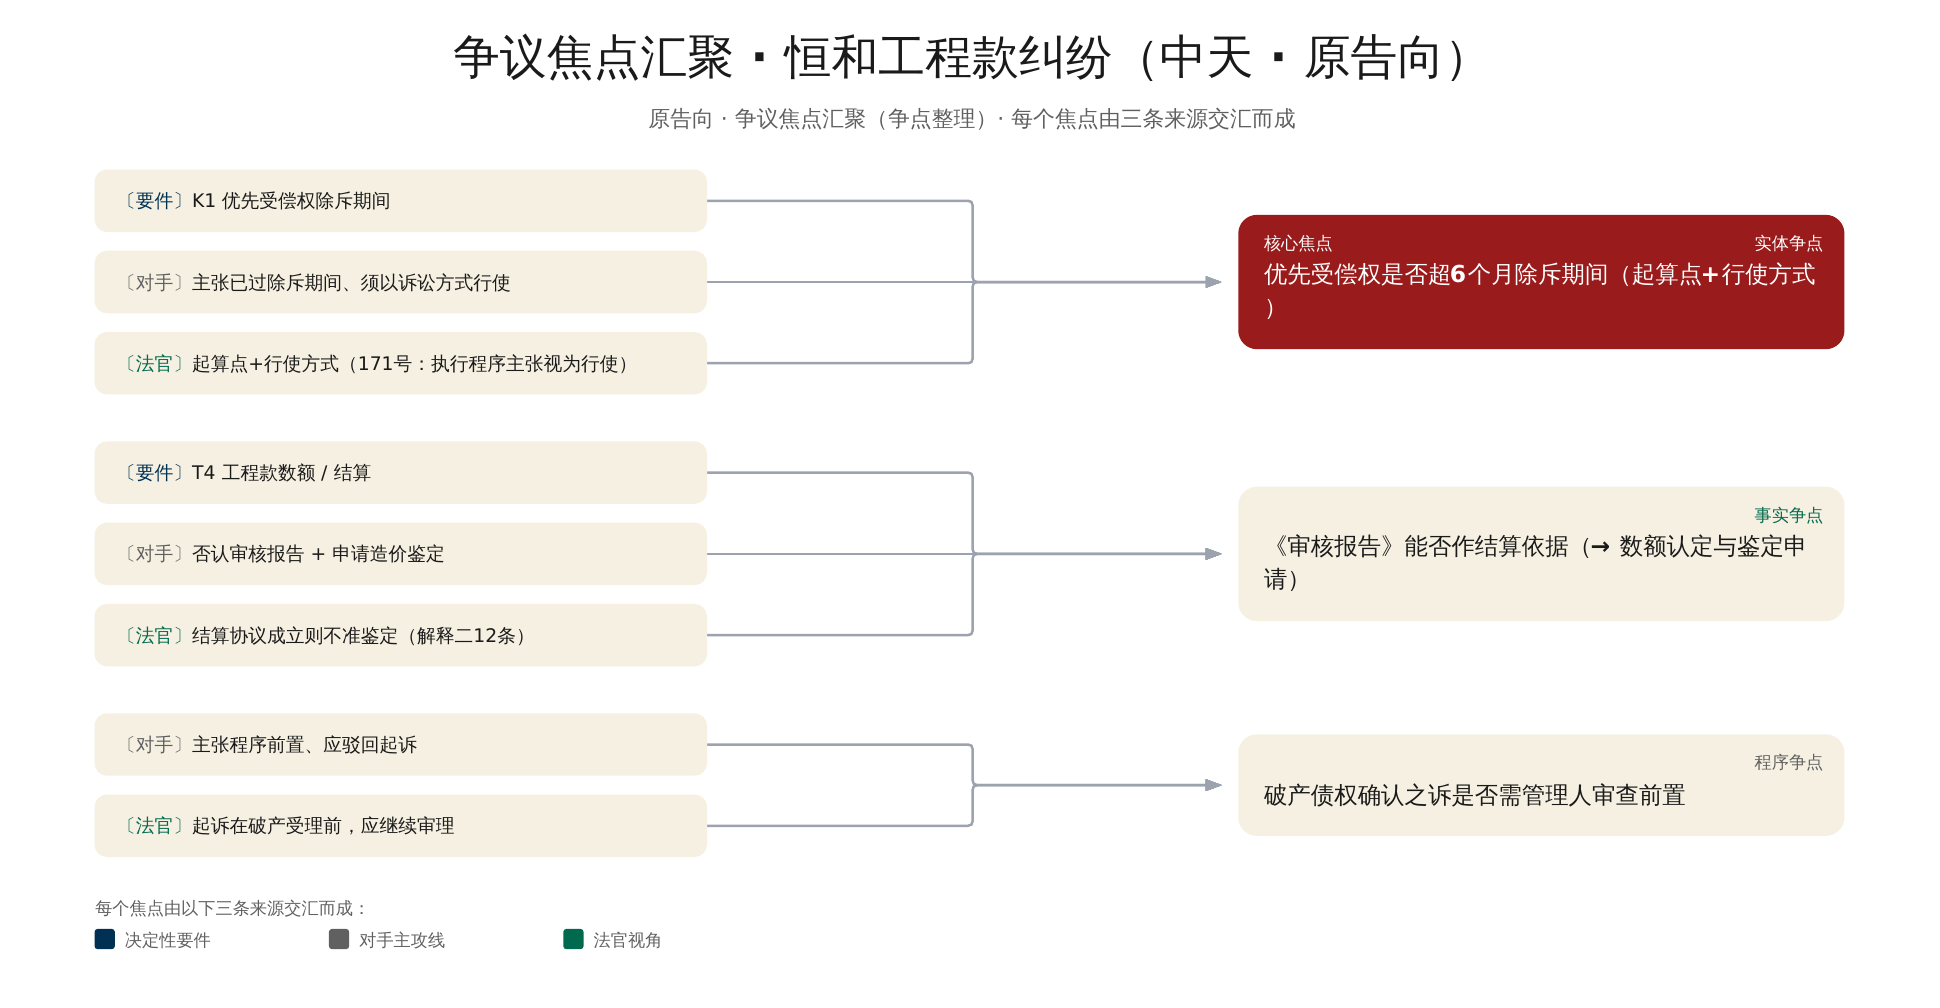 争议焦点汇聚 · 恒和工程款纠纷（中天 · 原告向）
原告向 · 争议焦点汇聚（争点整理）· 每个焦点由三条来源交汇而成
〔要件〕K1 优先受偿权除斥期间
〔对手〕主张已过除斥期间、须以诉讼方式行使
〔法官〕起算点+行使方式（171号：执行程序主张视为行使）
核心焦点
实体争点
优先受偿权是否超6个月除斥期间（起算点+行使方式
）
〔要件〕T4 工程款数额 / 结算
〔对手〕否认审核报告 + 申请造价鉴定
〔法官〕结算协议成立则不准鉴定（解释二12条）
事实争点
《审核报告》能否作结算依据（→ 数额认定与鉴定申
请）
〔对手〕主张程序前置、应驳回起诉
〔法官〕起诉在破产受理前，应继续审理
程序争点
破产债权确认之诉是否需管理人审查前置
每个焦点由以下三条来源交汇而成：
决定性要件
对手主攻线
法官视角